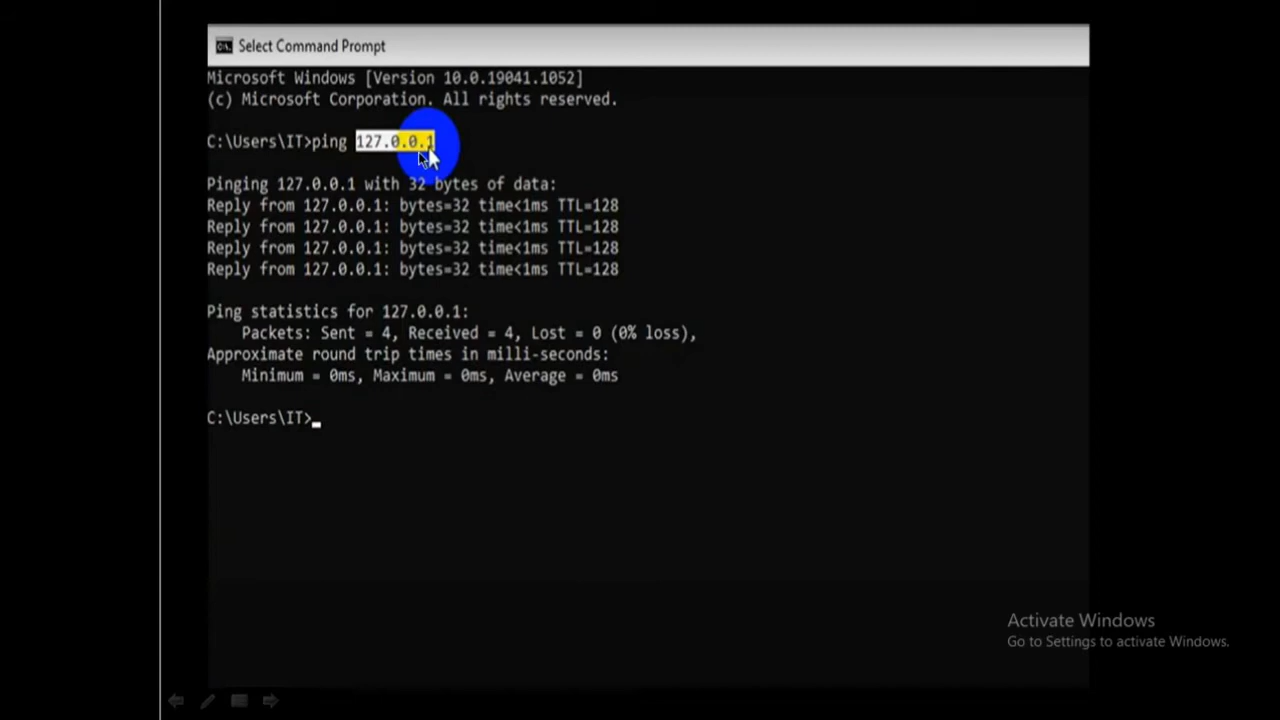 Select Command Prompt
Microsoft Windows [Version 10.0.19041.1052]
(c) Microsoft Corporation. All rights reserved.
C:\Users\IT>ping 127.0.0.1
Pinging 127.0.0.1 with 32 bytes of data:
Reply from 127.0.0.1: bytes=32 time<1ms TTL=128
Reply from 127.0.0.1: bytes=32 time<1ms TTL=128
Reply from 127.0.0.1: bytes=32 time<1ms TTL=128
Reply from 127.0.0.1: bytes=32 time<1ms TTL=128
Ping statistics for 127.0.0.1:
Packets: Sent = 4, Received = 4, Lost = 0 (0% loss),
Approximate round trip times in milli-seconds:
Minimum = 0ms, Maximum = 0ms, Average = 0ms
C:\Users\IT>
Activate Windows
Go to Settings to activate Windows.